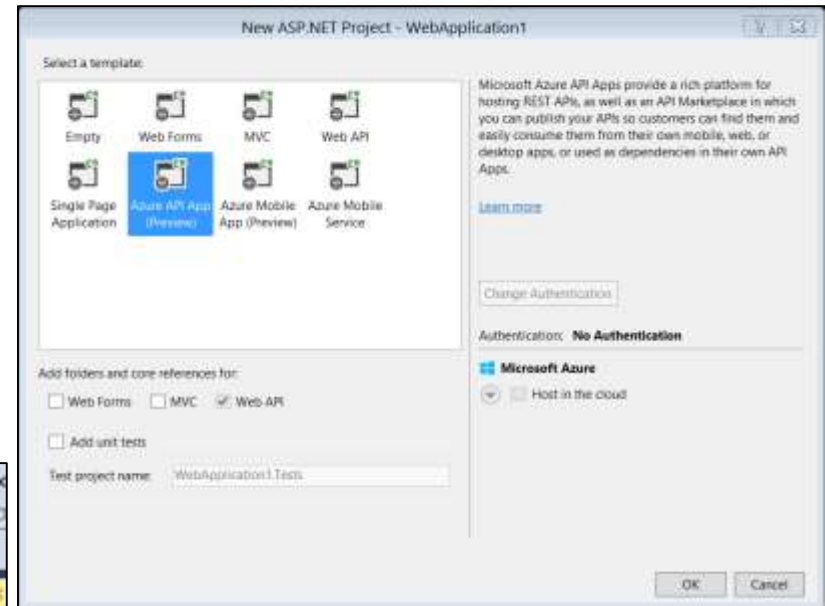 New ASP.NET Project - WebApplication1
Select a template:
Empty
Web Forms
MVC
Web API
Single Page
Application
Azure API App
(Preview)
Azure Mobile
App (Preview)
Azure Mobile
Service
Microsoft Azure API Apps provide a rich platform for
hosting REST APIs, as well as an API Marketplace in which
you can publish your APIs so customers can find them and
easily consume them from their own mobile, web, or
desktop apps, or used as dependencies in their own API
Apps.
Learn more
Change Authentication
Authentication: No Authentication
Microsoft Azure
Host in the cloud
Add folders and core references for:
Web Forms
MVC
Web API
Add unit tests
Test project name:
WebApplication1.Tests
OK
Cancel